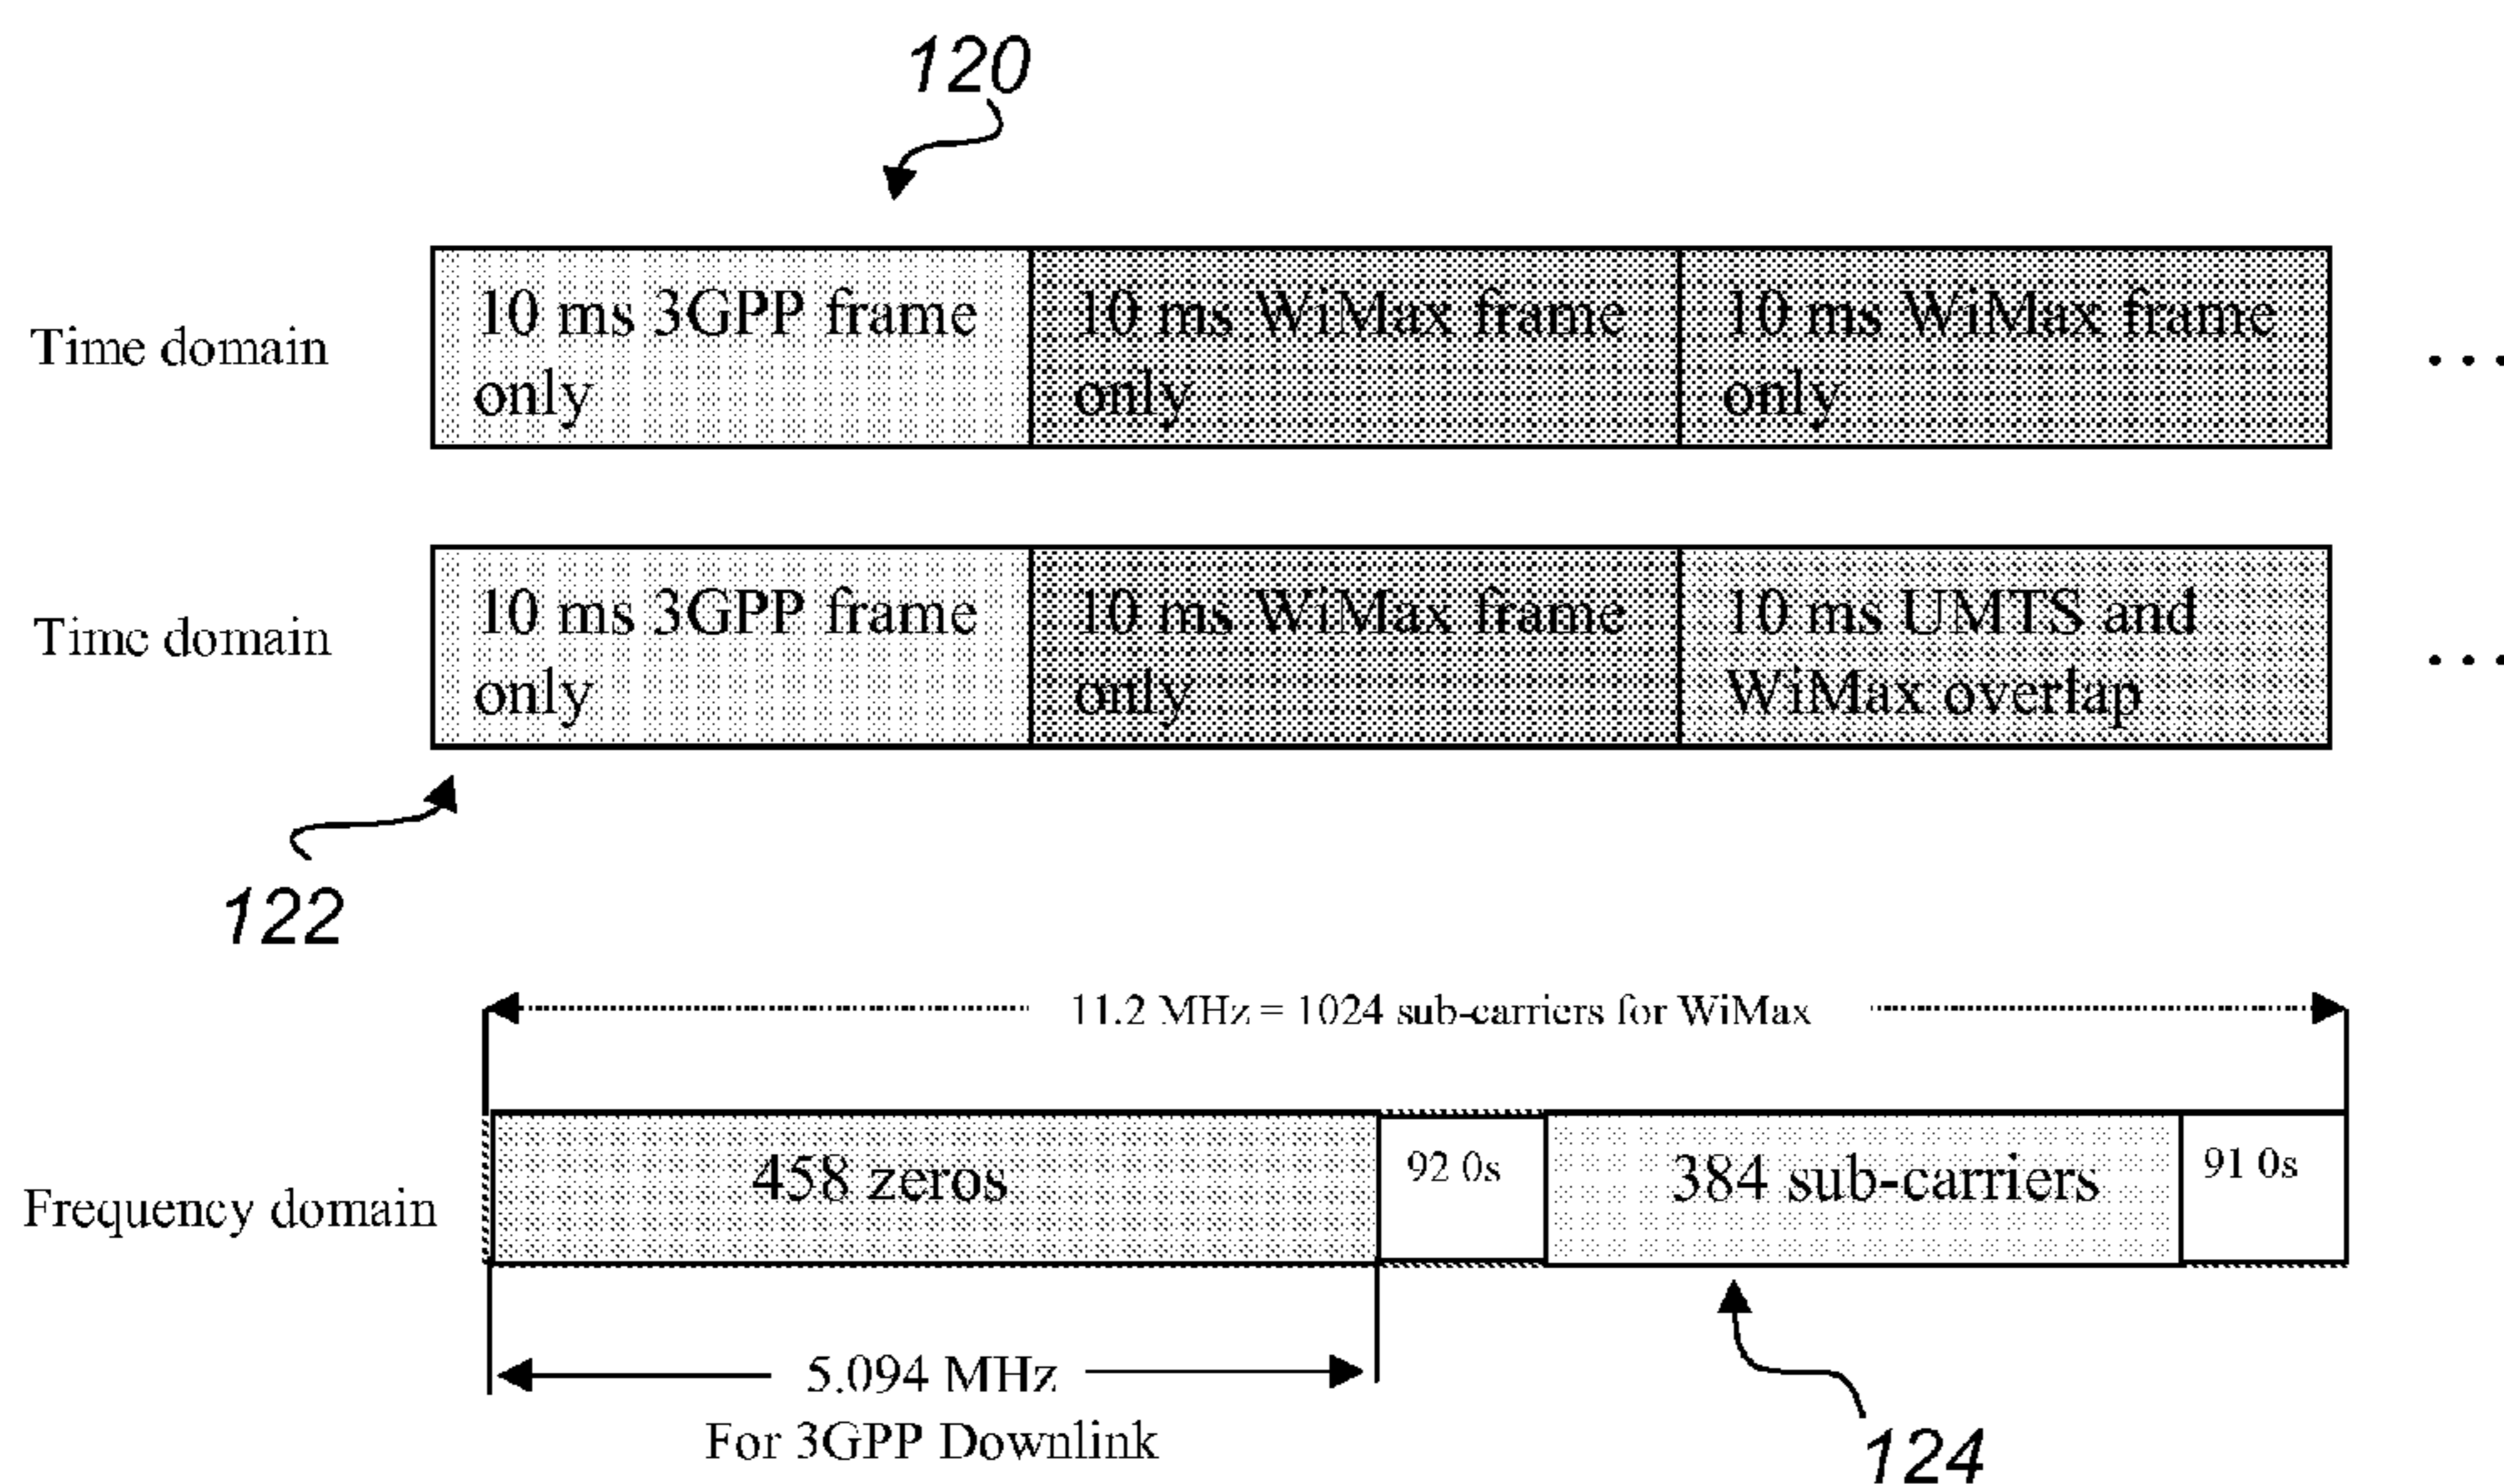 120
Time domain
10 ms 3GPP frame
only
10 ms WiMax frame
only
10 ms WiMax frame
only
...
Time domain
10 ms 3GPP frame
only
10 ms WiMax frame
only
10 ms UMTS and
WiMax overlap
...
122
11.2 MHz = 1024 sub-carriers for WiMax
Frequency domain
458 zeros
92 0s
384 sub-carriers
91 0s
5.094 MHz
For 3GPP Downlink
124